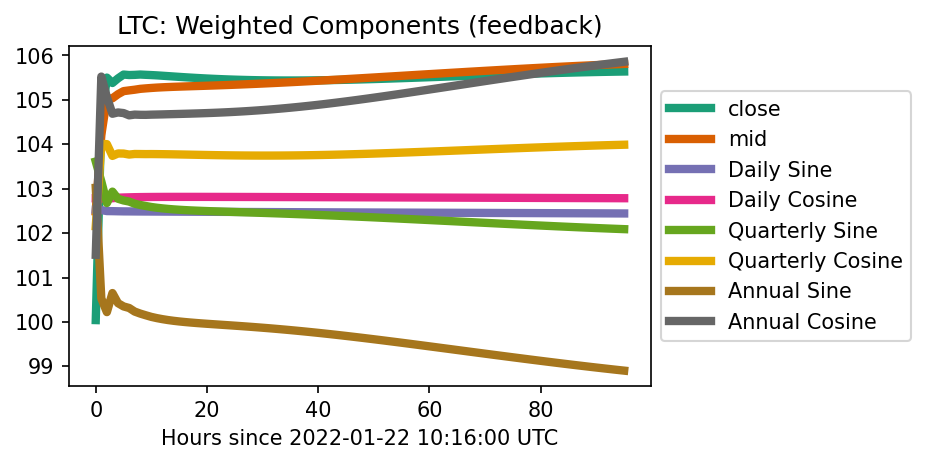 LTC: Weighted Components (feedback)
106
105
104
103
102
101
100
99
0
20
40
60
80
Hours since 2022-01-22 10:16:00 UTC
close
mid
Daily Sine
Daily Cosine
Quarterly Sine
Quarterly Cosine
Annual Sine
Annual Cosine